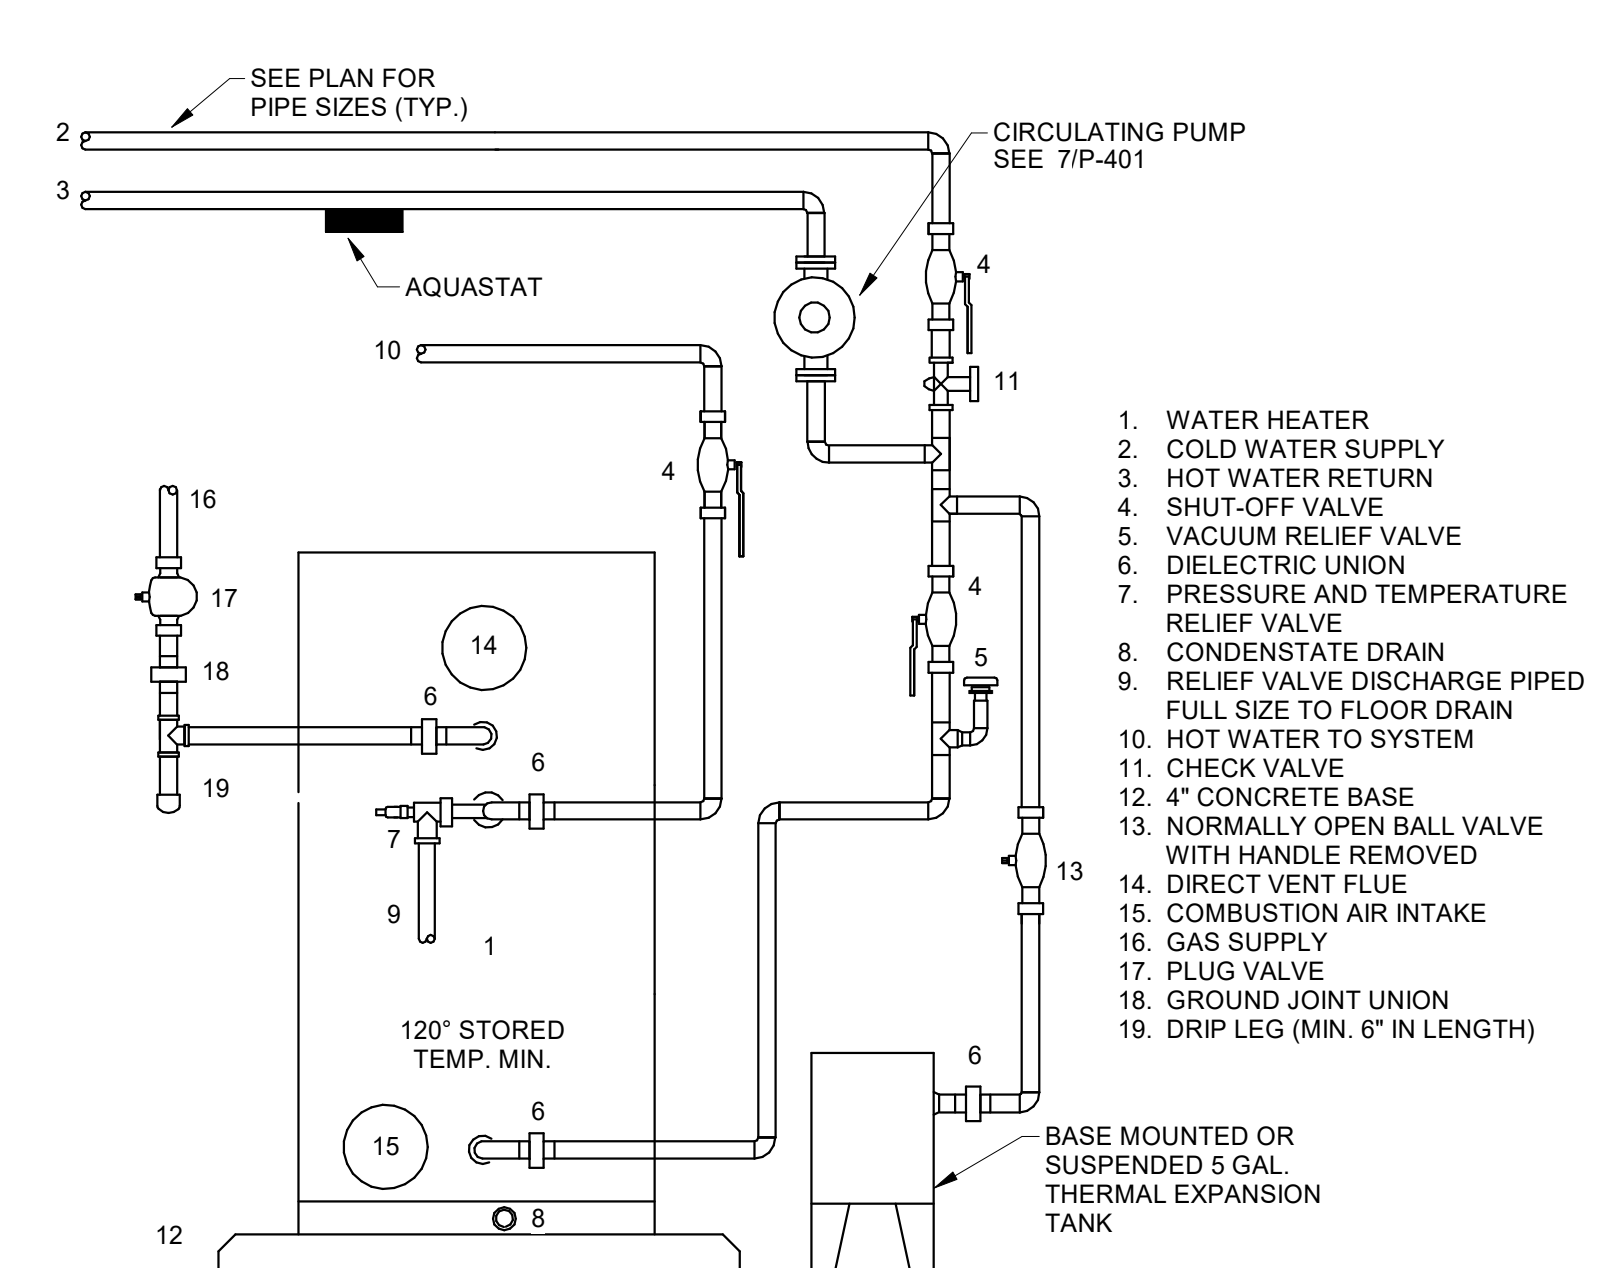 SEE PLAN FOR
PIPE SIZES (TYP.)
2
CIRCULATING PUMP
SEE 7/P-401
3
AQUASTAT
4
10
11
4
16
17
18
19
14
6
6
7
9
1
4
5
13
120° STORED
TEMP. MIN.
6
15
6
8
12
BASE MOUNTED OR
SUSPENDED 5 GAL.
THERMAL EXPANSION
TANK
1. WATER HEATER
2. COLD WATER SUPPLY
3. HOT WATER RETURN
4. SHUT-OFF VALVE
5. VACUUM RELIEF VALVE
6. DIELECTRIC UNION
7. PRESSURE AND TEMPERATURE
RELIEF VALVE
8. CONDENSTATE DRAIN
9. RELIEF VALVE DISCHARGE PIPED
FULL SIZE TO FLOOR DRAIN
10. HOT WATER TO SYSTEM
11. CHECK VALVE
12. 4" CONCRETE BASE
13. NORMALLY OPEN BALL VALVE
WITH HANDLE REMOVED
14. DIRECT VENT FLUE
15. COMBUSTION AIR INTAKE
16. GAS SUPPLY
17. PLUG VALVE
18. GROUND JOINT UNION
19. DRIP LEG (MIN. 6" IN LENGTH)